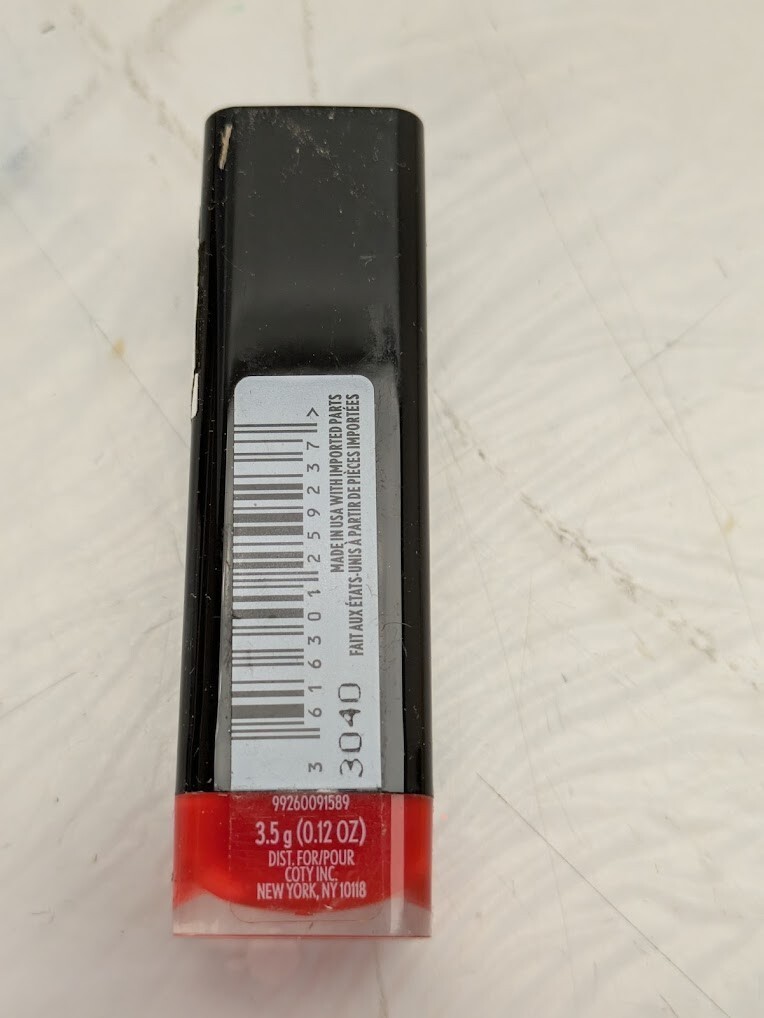 3 616301 259237 >
MADE IN USA WITH IMPORTED PARTS
FAIT AUX ÉTATS-UNIS À PARTIR DE PIÈCES IMPORTÉES
3040
99260091589
3.5 g (0.12 OZ)
DIST. FOR/POUR
COTY INC.
NEW YORK, NY 10118